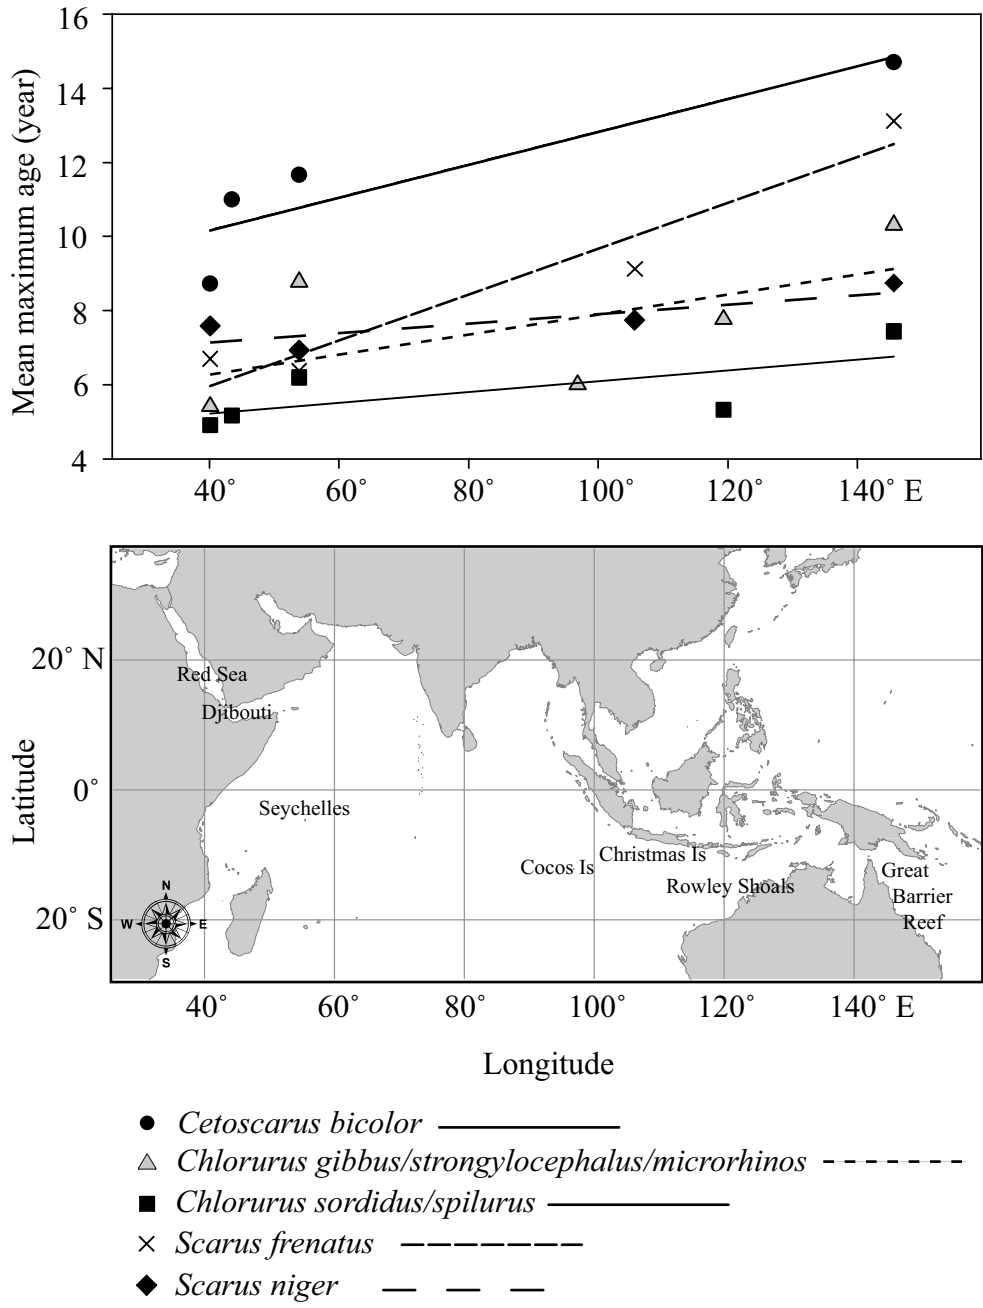 Mean maximum age (year)
16
14
12
10
8
6
4
40° 60° 80° 100° 120° 140° E
Latitude
20° N
0°
20° S
Red Sea
Djibouti
Seychelles
Cocos Is
Christmas Is
Rowley Shoals
Great
Barrier
Reef
N
W E
S
40° 60° 80° 100° 120° 140° E
Longitude
Cetoscarus bicolor
Chlorurus gibbus/strongylocephalus/microrhinos
Chlorurus sordidus/spilurus
Scarus frenatus
Scarus niger